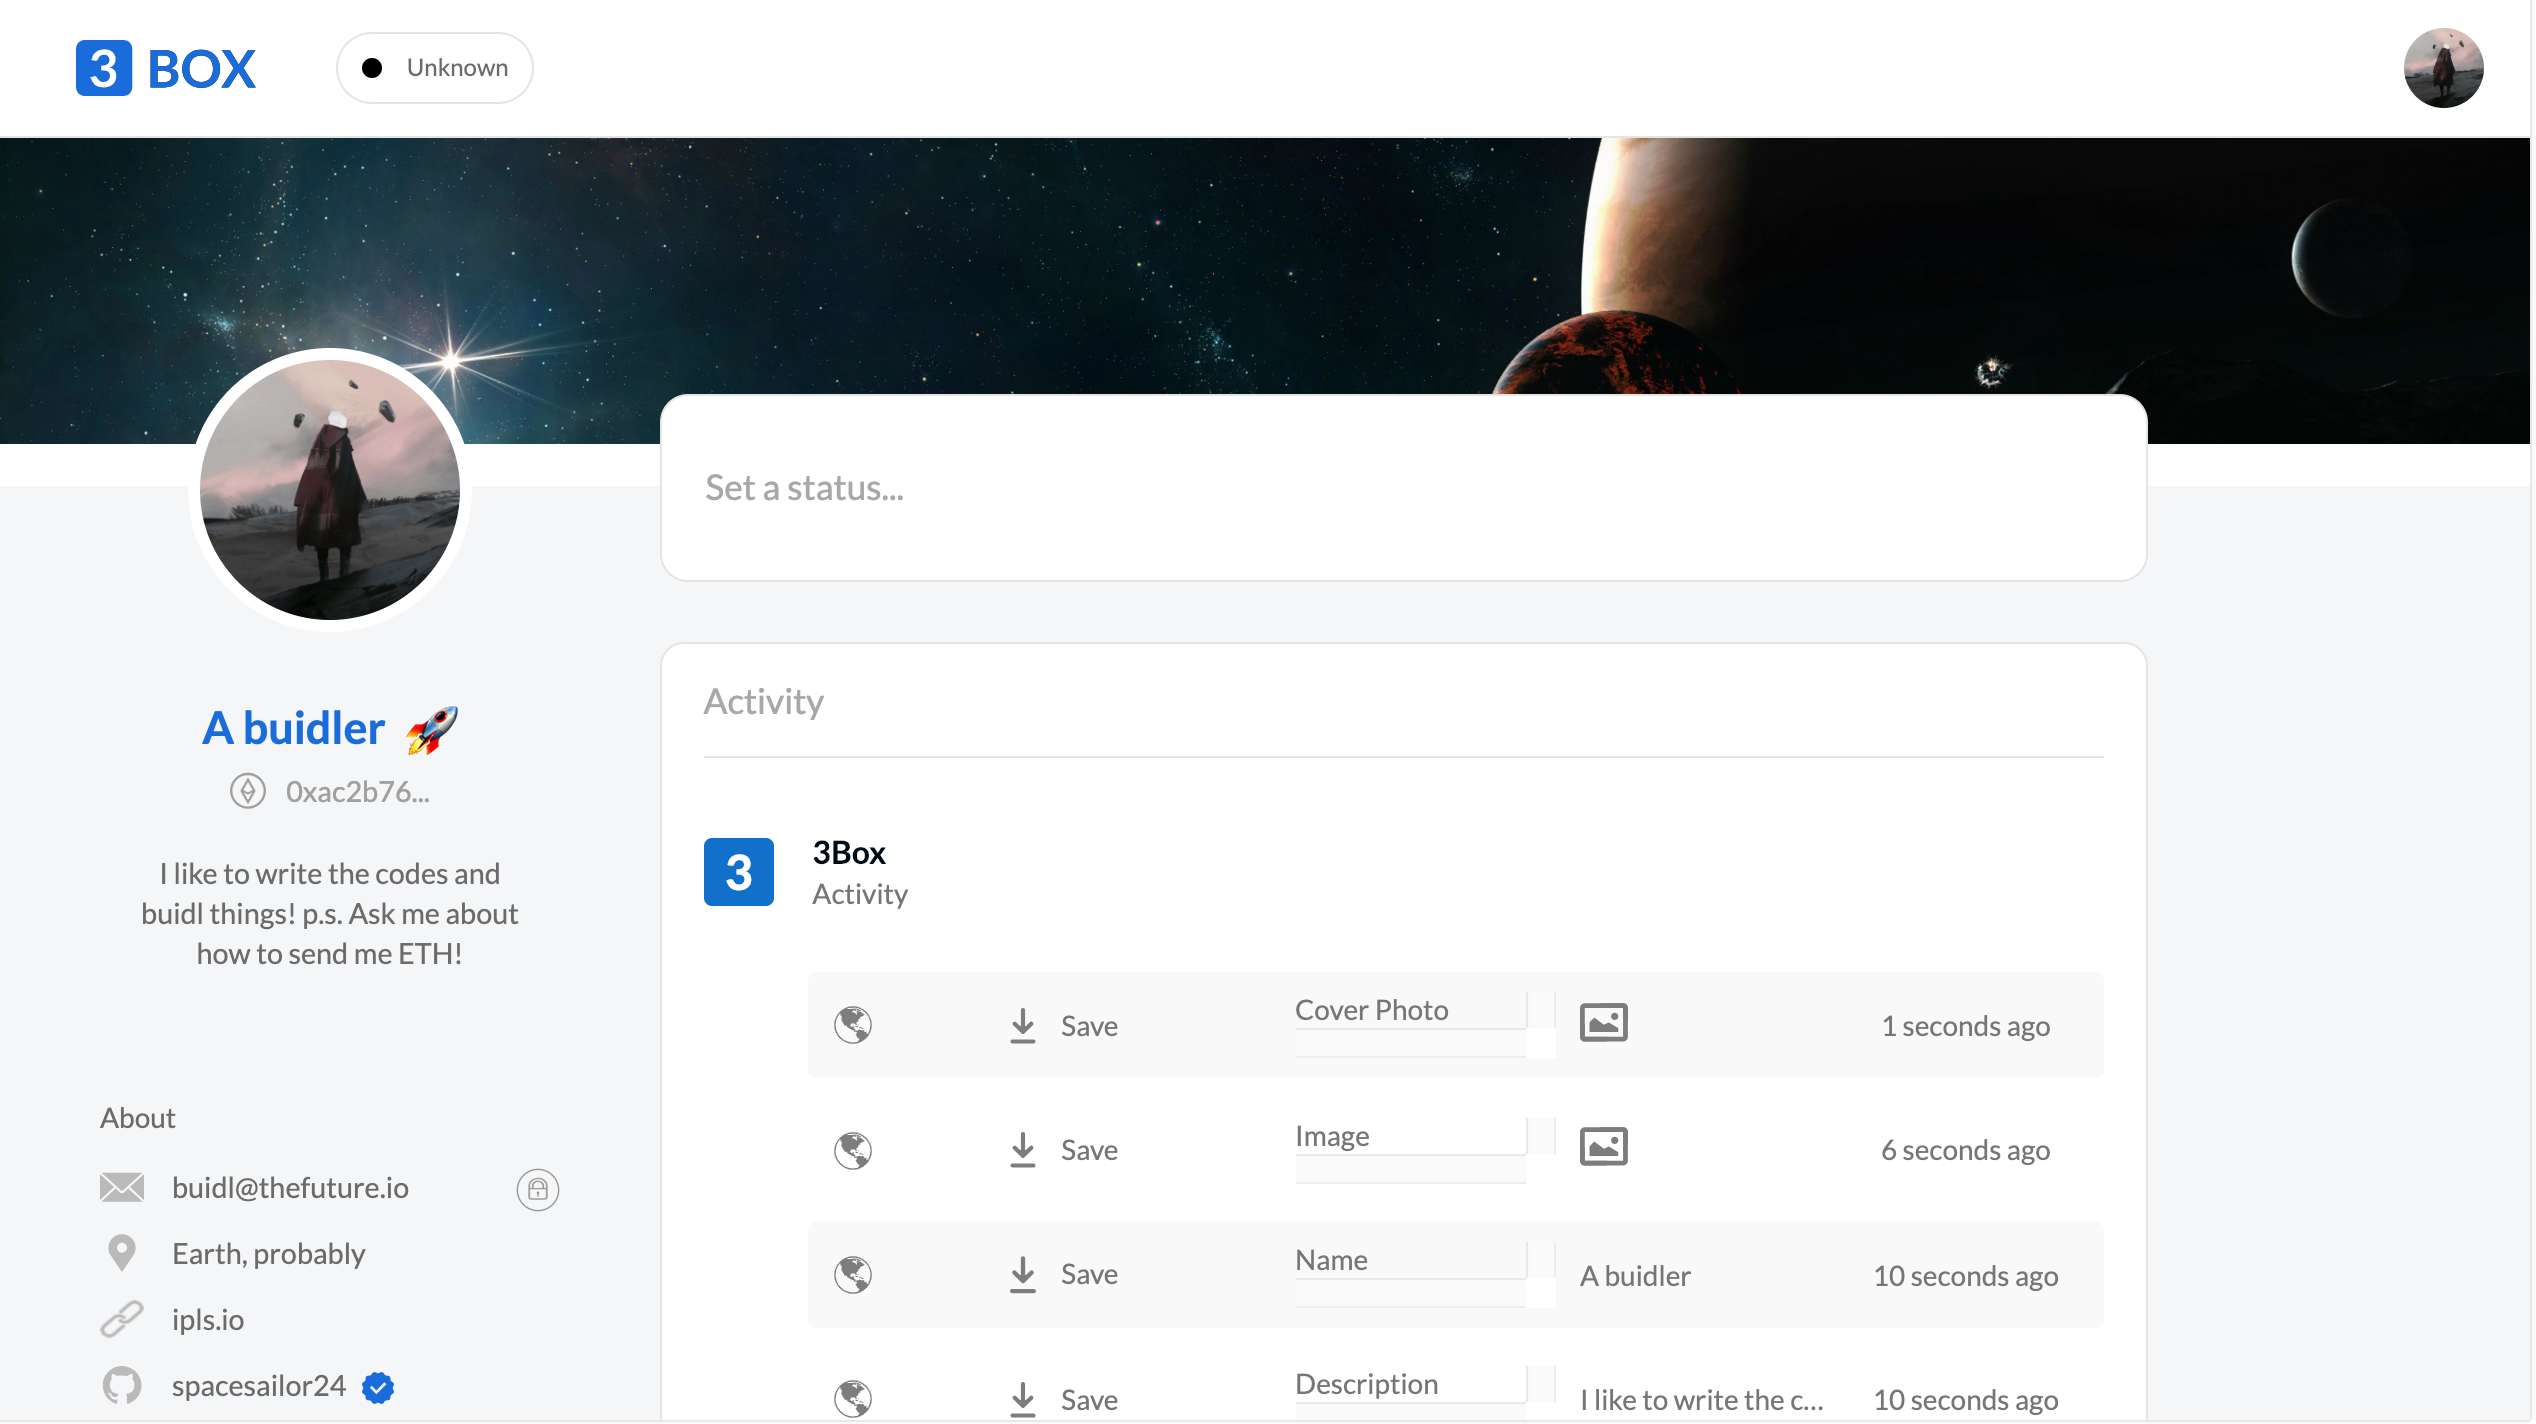 3 BOX
Unknown
Set a status...
A buidler 🚀
0xac2b76...
I like to write the codes and
buidl things! p.s. Ask me about
how to send me ETH!
About
buidl@thefuture.io
Earth, probably
ipls.io
spacesailor24
Activity
3 3Box
Activity
Save Cover Photo 1 seconds ago
Save Image 6 seconds ago
Save Name A buidler 10 seconds ago
Save Description I like to write the c... 10 seconds ago